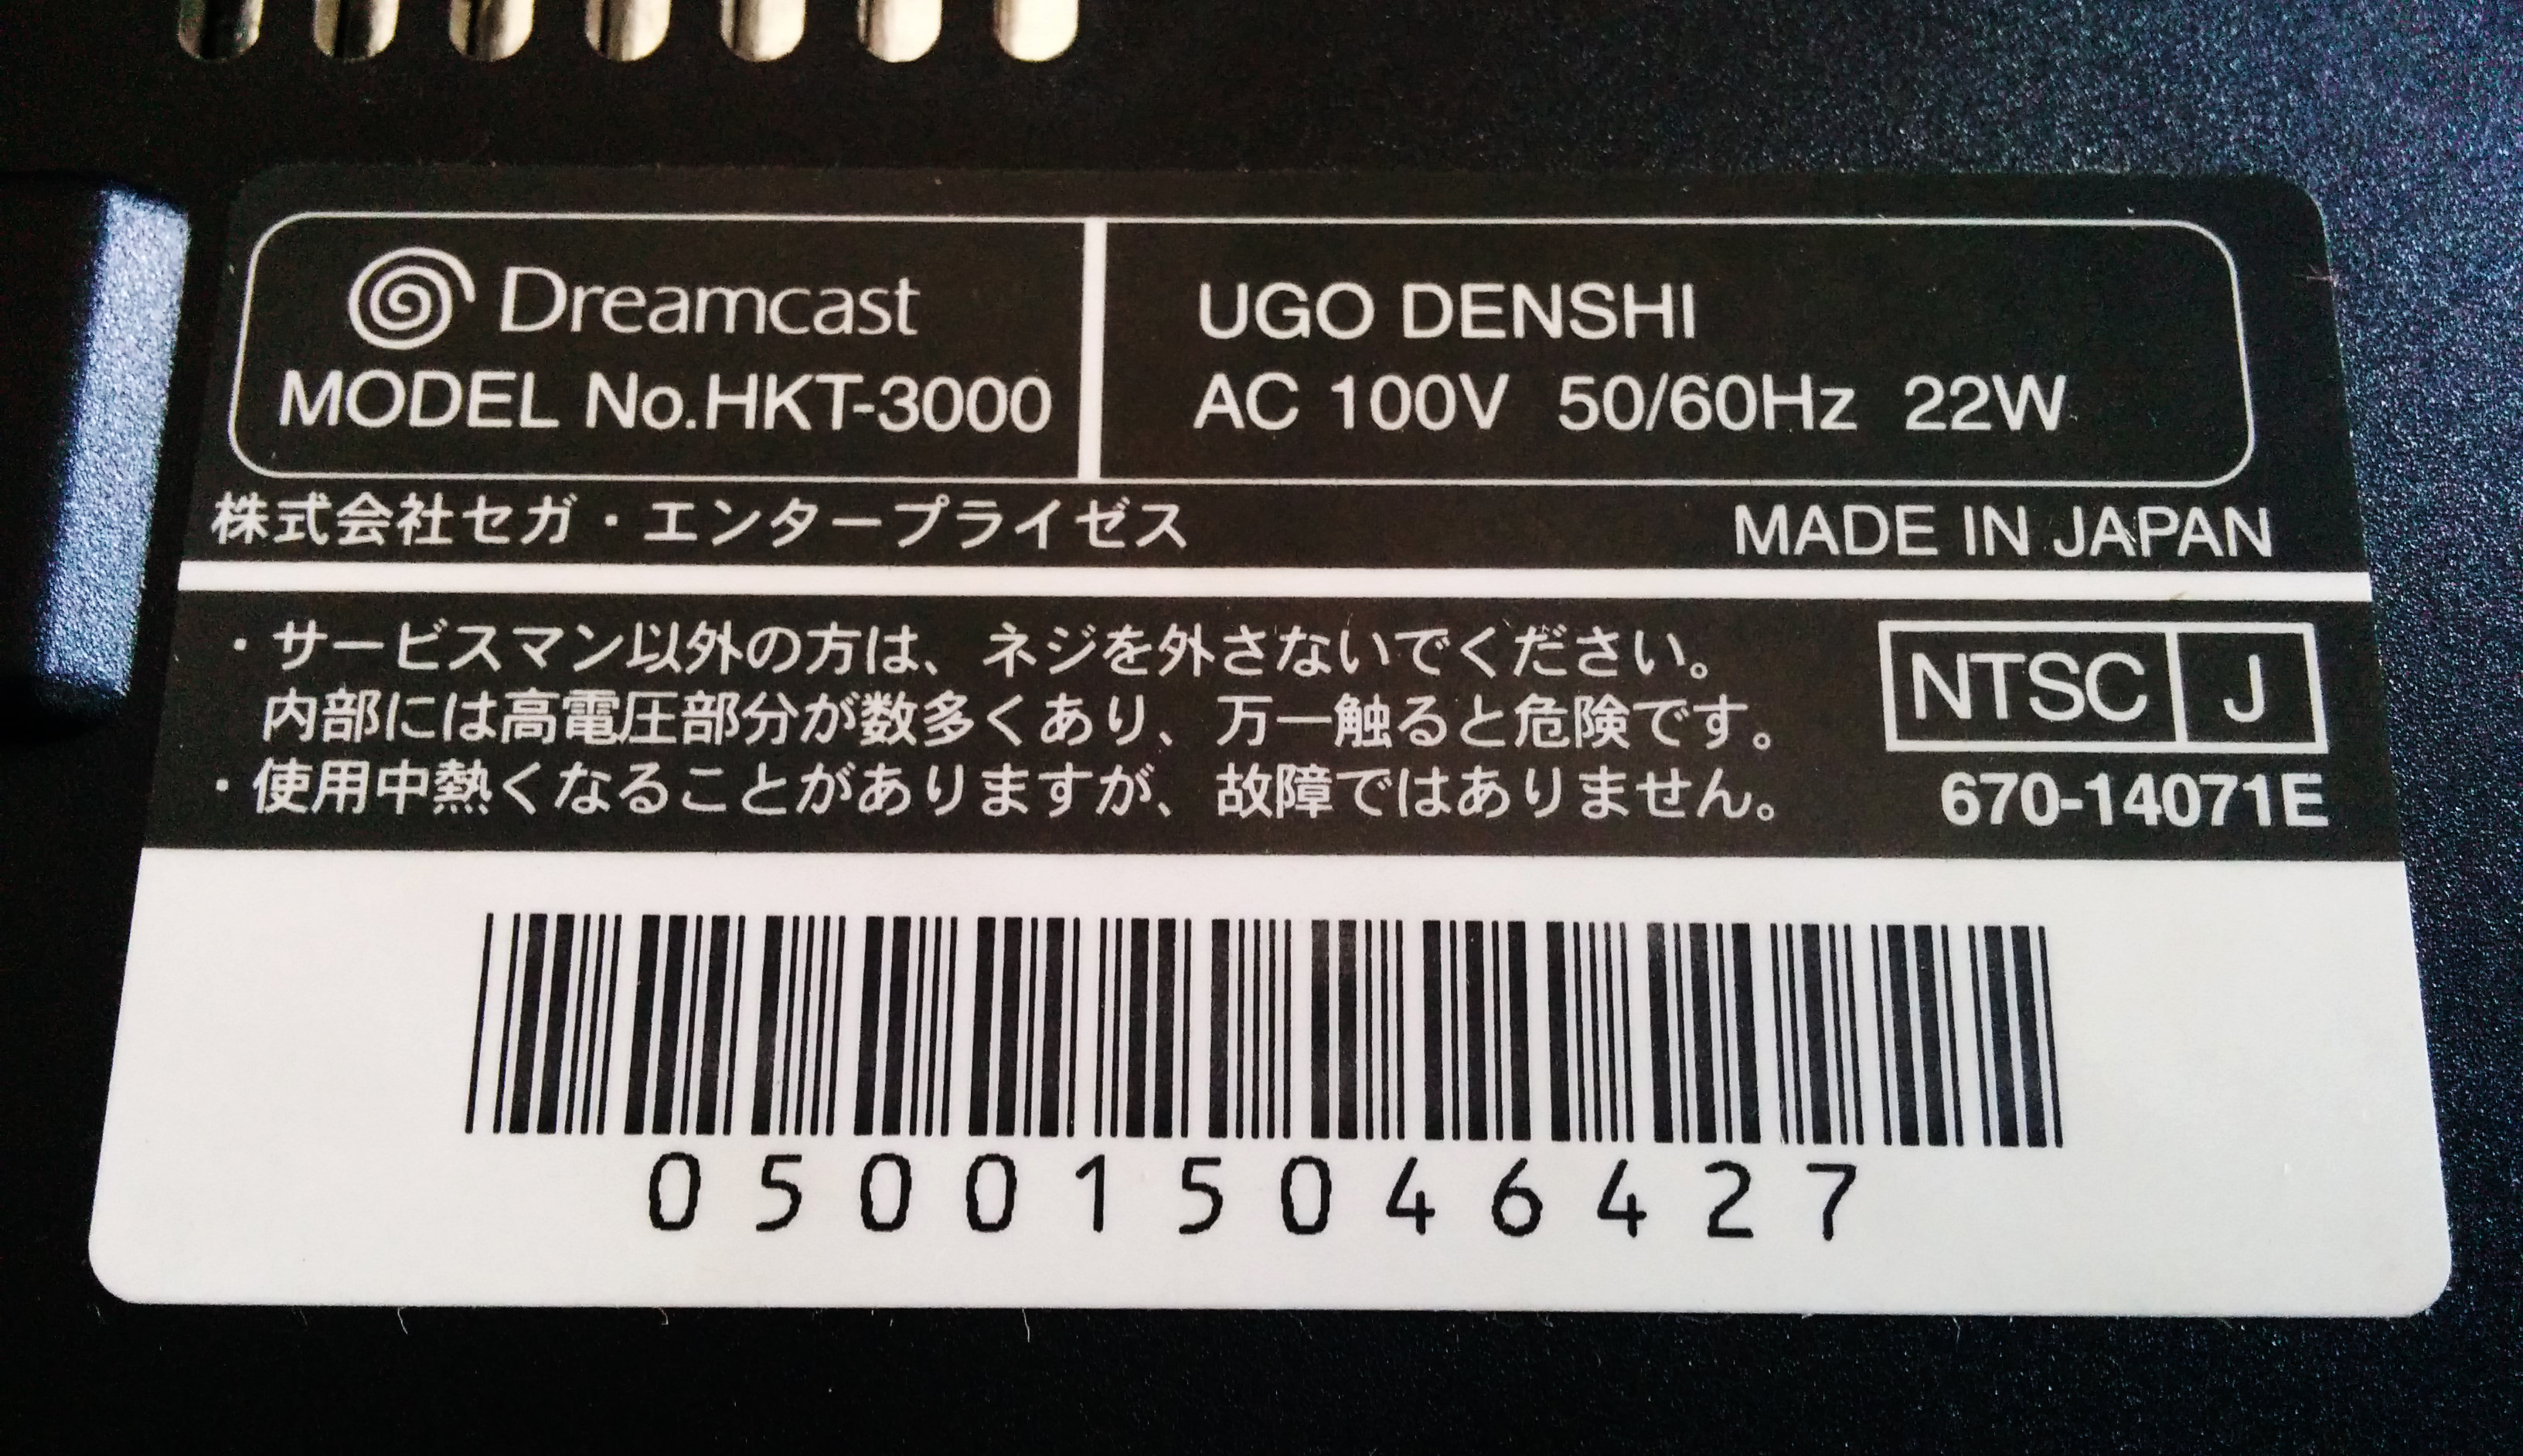 Dreamcast
MODEL No.HKT-3000
UGO DENSHI
AC 100V 50/60Hz 22W
株式会社セガ・エンタープライゼス
MADE IN JAPAN
・サービスマン以外の方は、ネジを外さないでください。
内部には高電圧部分が数多くあり、万一触ると危険です。
・使用中熱くなることがありますが、故障ではありません。
NTSC J
670-14071E
050015046427